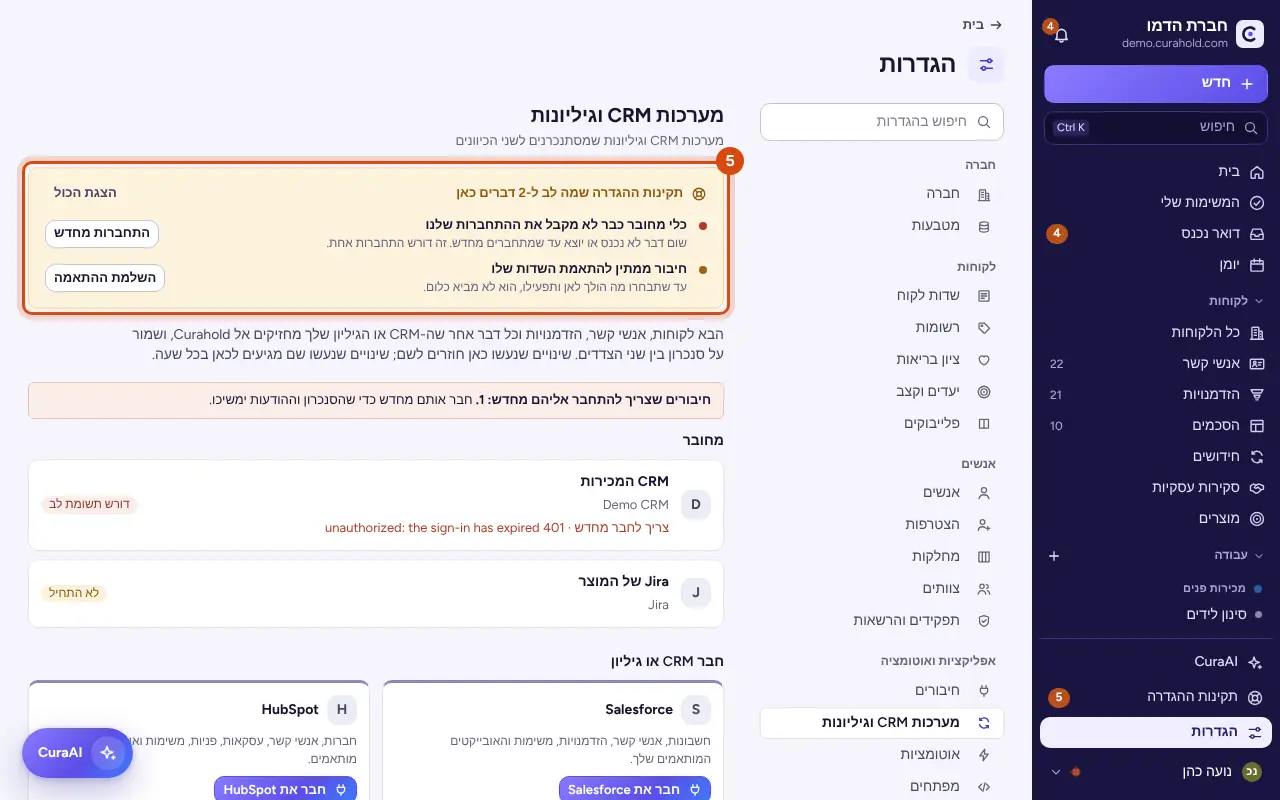 חברת הדמו
demo.curahold.com
4
חדש
חיפוש
Ctrl K
בית
המשימות שלי
דואר נכנס
4
יומן
לקוחות
כל הלקוחות
אנשי קשר
22
הזדמנויות
21
הסכמים
10
חידושים
סקירות עסקיות
מוצרים
עבודה
מכירות פנים
סינון לידים
CuraAI
תקינות ההגדרה
5
הגדרות
נכ
נועה כהן
בית
הגדרות
חיפוש בהגדרות
חברה
חברה
מטבעות
לקוחות
שדות לקוח
רשומות
ציון בריאות
יעדים וקצב
פלייבוקים
אנשים
אנשים
הצטרפות
מחלקות
צוותים
תפקידים והרשאות
אפליקציות ואוטומציה
חיבורים
מערכות CRM וגיליונות
אוטומציות
מפתחים
מערכות CRM וגיליונות
מערכות CRM וגיליונות שמסתנכרנים לשני הכיוונים
5
תקינות ההגדרה שמה לב ל-2 דברים כאן
הצגת הכול
כלי מחובר כבר לא מקבל את ההתחברות שלנו
שום דבר לא נכנס או יוצא עד שמתחברים מחדש. זה דורש התחברות אחת.
התחברות מחדש
חיבור ממתין להתאמת השדות שלו
עד שתבחרו מה הולך לאן ותפעילו, הוא לא מביא כלום.
השלמת ההתאמה
הבא לקוחות, אנשי קשר, הזדמנויות וכל דבר אחר שה-CRM או הגיליון שלך מחזיקים אל Curahold, ושמור
על סנכרון בין שני הצדדים. שינויים שנעשו כאן חוזרים לשם; שינויים שנעשו שם מגיעים לכאן בכל שעה.
חיבורים שצריך להתחבר אליהם מחדש: 1. חבר אותם מחדש כדי שהסנכרון וההודעות ימשיכו.
מחובר
D
CRM המכירות
Demo CRM
צריך לחבר מחדש · 401 unauthorized: the sign-in has expired
דורש תשומת לב
J
Jira של המוצר
Jira
לא התחיל
חבר CRM או גיליון
S
Salesforce
חשבונות, אנשי קשר, הזדמנויות, משימות והאובייקטים
המותאמים שלך.
חבר את Salesforce
H
HubSpot
חברות, אנשי קשר, עסקאות, פניות, משימות
מותאמים.
חבר את HubSpot
CuraAI